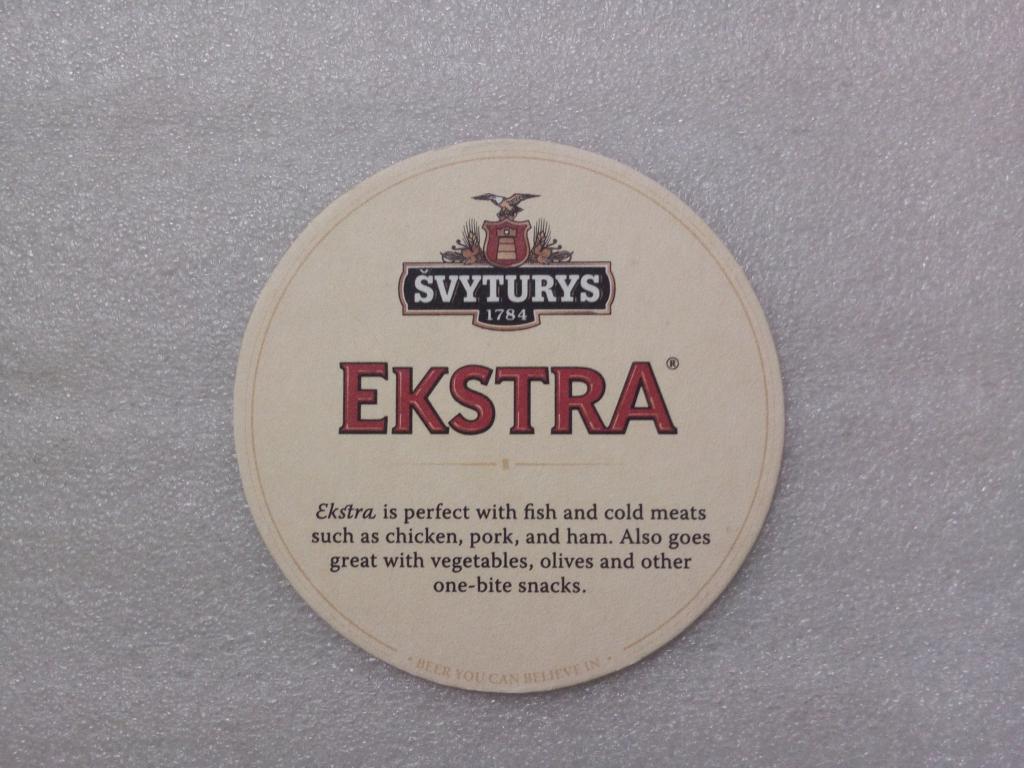 ŠVYTURYS
1784
EKSTRA®
Ekstra is perfect with fish and cold meats
such as chicken, pork, and ham. Also goes
great with vegetables, olives and other
one-bite snacks.
• BEER YOU CAN BELIEVE IN •